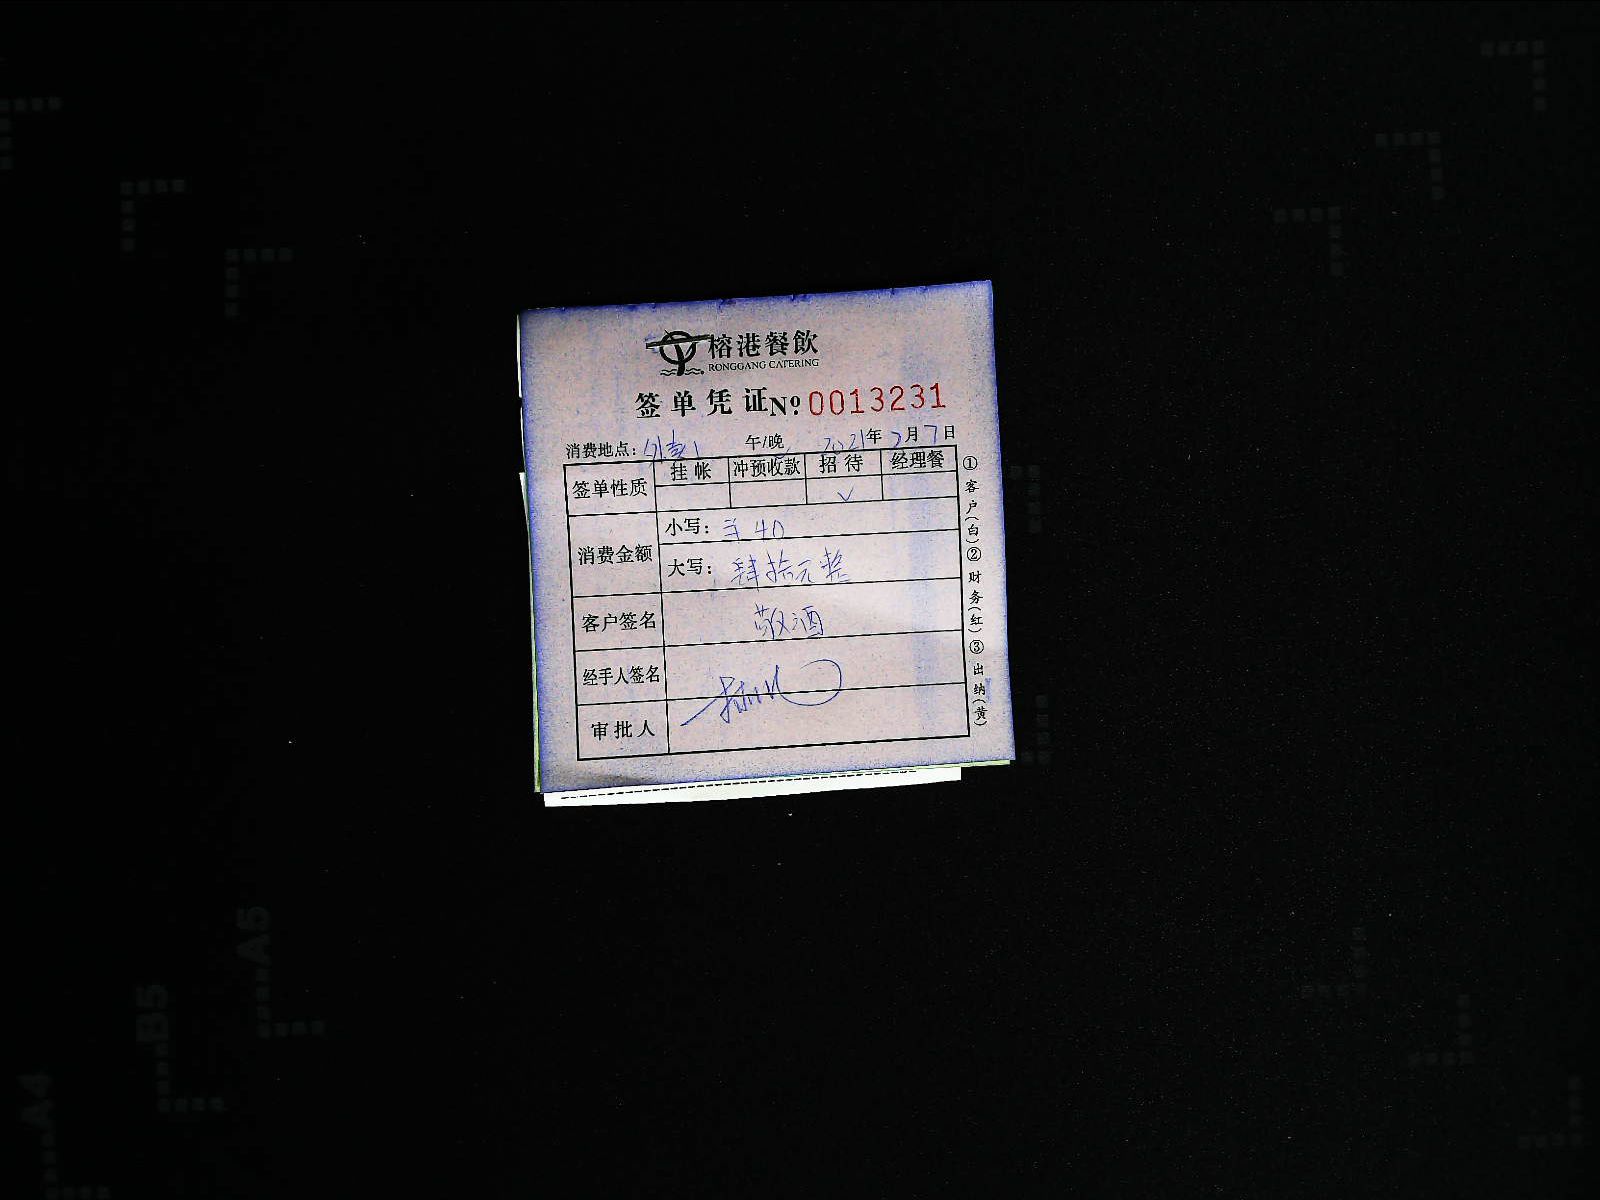 榕港餐飲
RONGGANG CATERING
签单凭证 Nº 0013231
消费地点： 午/晚 2021年2月7日
签单性质 挂帐 冲预收款 招待 经理餐
√
消费金额 小写：¥40
大写：肆拾元整
客户签名 敬酒
经手人签名
审批人
①客户(白)②财务(红)③出纳(黄)
A5
B5
A4